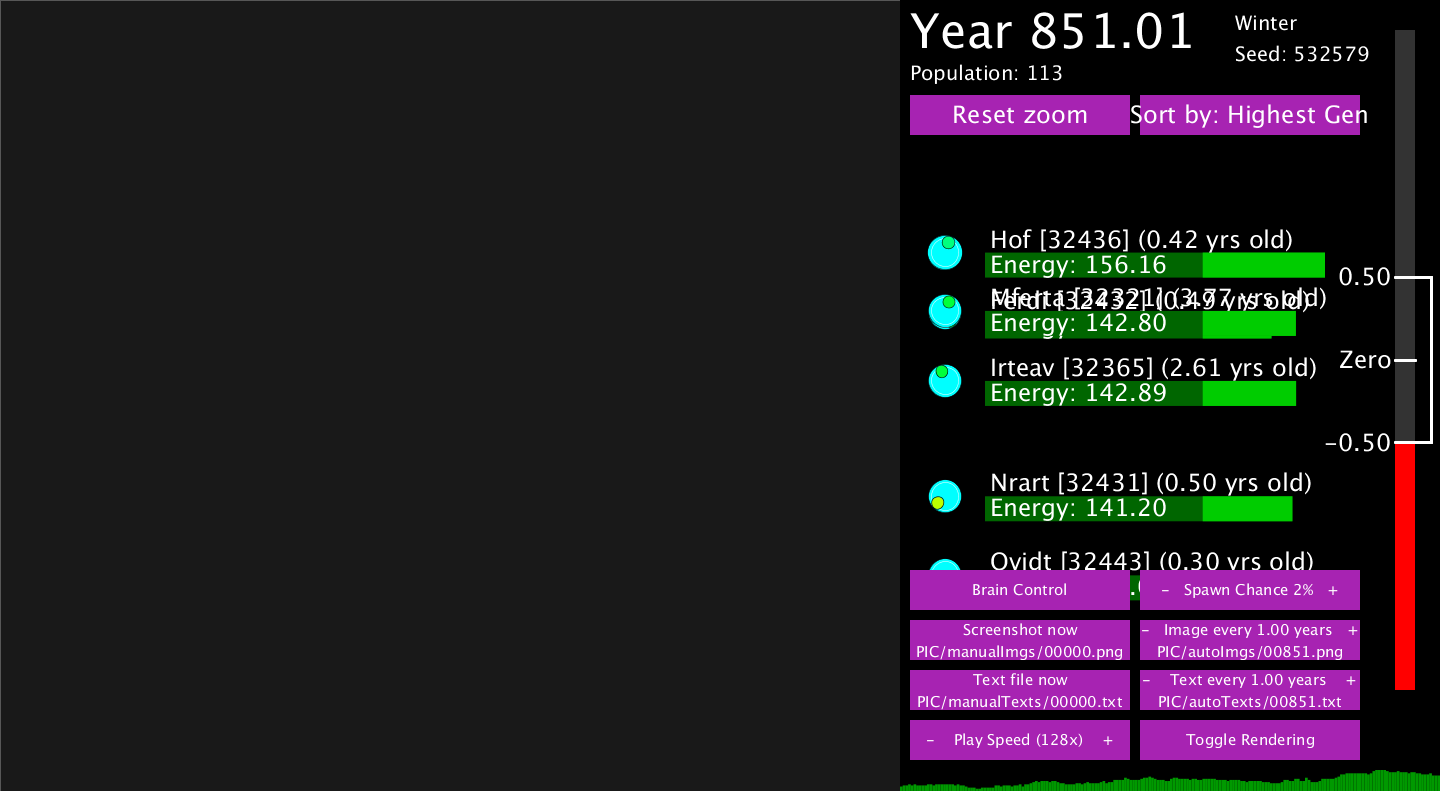 Year 851.01
Winter
Seed: 532579
Population: 113
Reset zoom
Sort by: Highest Gen
Hof [32436] (0.42 yrs old)
Energy: 156.16
0.50
Energy: 142.80
Zero
Irteav [32365] (2.61 yrs old)
Energy: 142.89
-0.50
Nrart [32431] (0.50 yrs old)
Energy: 141.20
Ovidt [32443] (0.30 yrs old)
Brain Control
- Spawn Chance 2% +
Screenshot now
PIC/manualImgs/00000.png
- Image every 1.00 years +
PIC/autoImgs/00851.png
Text file now
PIC/manualTexts/00000.txt
- Text every 1.00 years +
PIC/autoTexts/00851.txt
- Play Speed (128x) +
Toggle Rendering